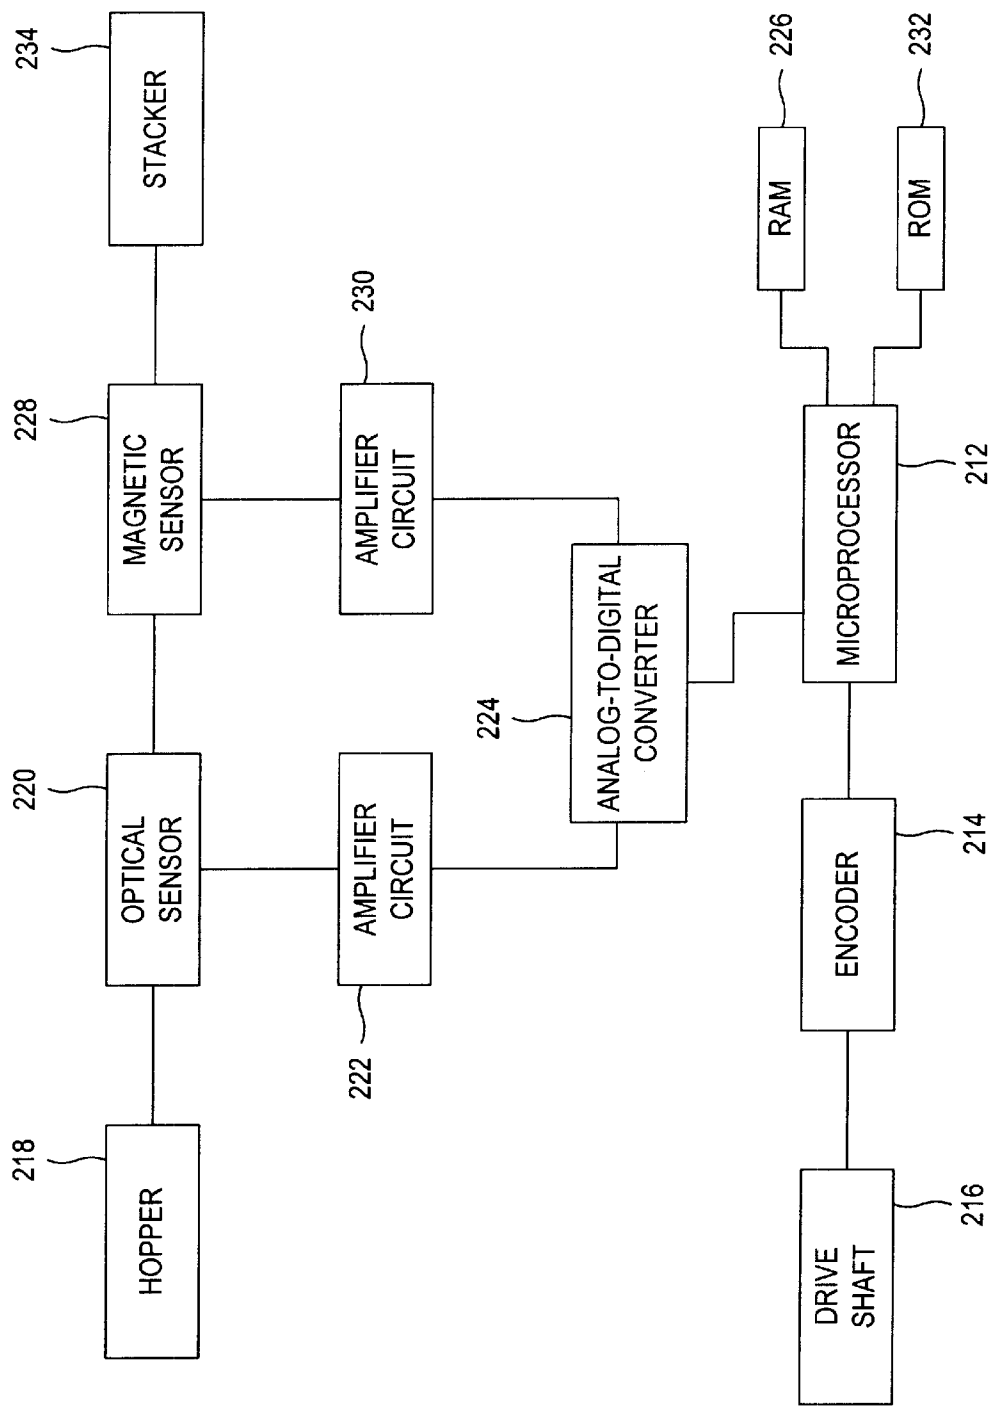 218
HOPPER
220
OPTICAL
SENSOR
228
MAGNETIC
SENSOR
234
STACKER
222
AMPLIFIER
CIRCUIT
230
AMPLIFIER
CIRCUIT
224
ANALOG-TO-DIGITAL
CONVERTER
226
RAM
232
ROM
DRIVE
SHAFT
216
ENCODER
214
MICROPROCESSOR
212